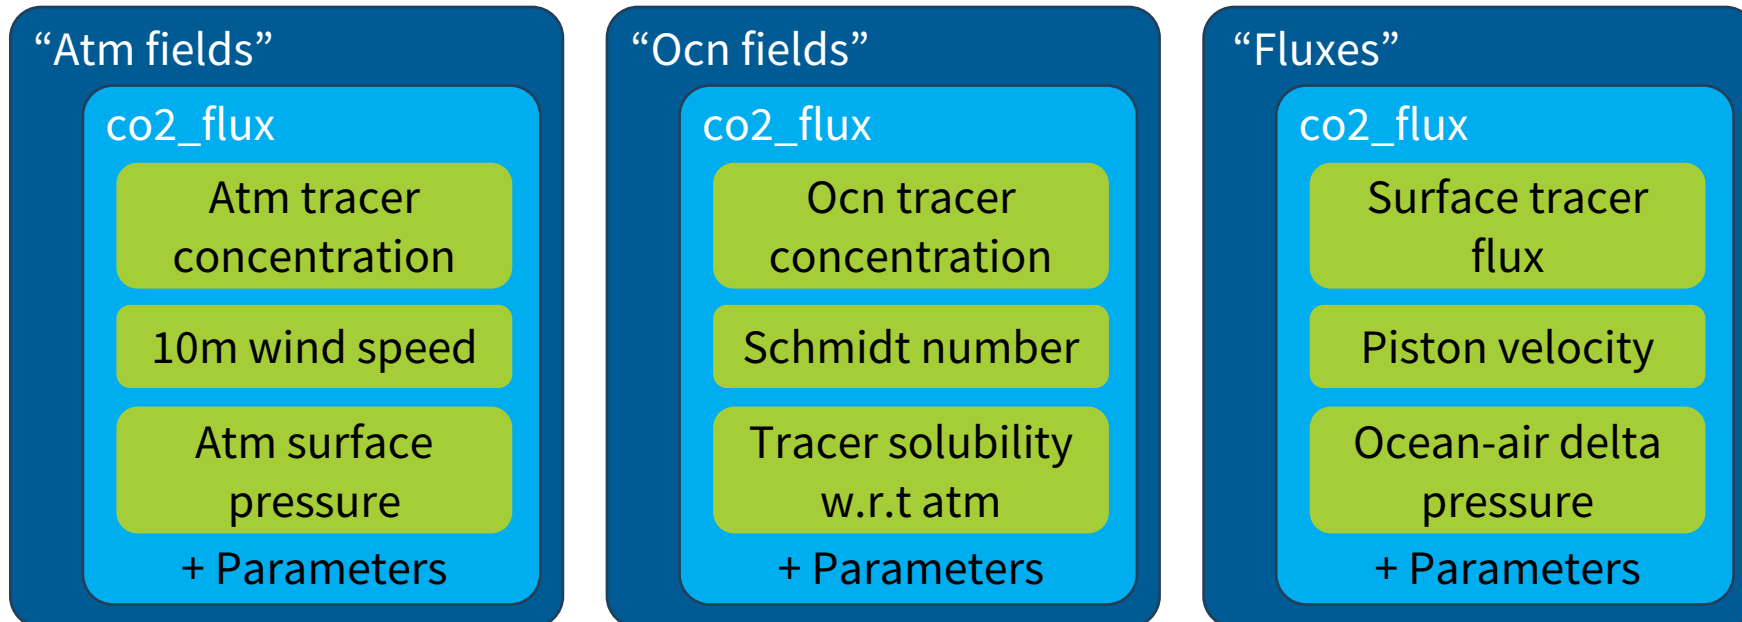 “Atm fields”
co2_flux
Atm tracer
concentration
10m wind speed
Atm surface
pressure
+ Parameters
“Ocn fields”
co2_flux
Ocn tracer
concentration
Schmidt number
Tracer solubility
w.r.t atm
+ Parameters
“Fluxes”
co2_flux
Surface tracer
flux
Piston velocity
Ocean-air delta
pressure
+ Parameters